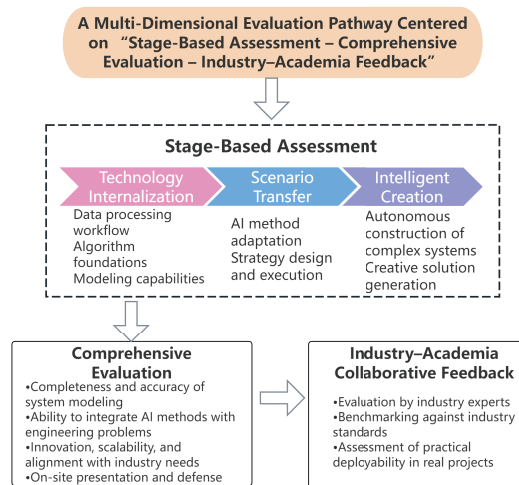 A Multi-Dimensional Evaluation Pathway Centered
on “Stage-Based Assessment – Comprehensive
Evaluation – Industry–Academia Feedback”
Stage-Based Assessment
Technology
Internalization
Data processing
workflow
Algorithm
foundations
Modeling capabilities
Scenario
Transfer
AI method
adaptation
Strategy design
and execution
Intelligent
Creation
Autonomous
construction of
complex systems
Creative solution
generation
Comprehensive
Evaluation
•Completeness and accuracy of
system modeling
•Ability to integrate AI methods with
engineering problems
•Innovation, scalability, and
alignment with industry needs
•On-site presentation and defense
Industry–Academia
Collaborative Feedback
•Evaluation by industry experts
•Benchmarking against industry
standards
•Assessment of practical
deplcyability in real projects